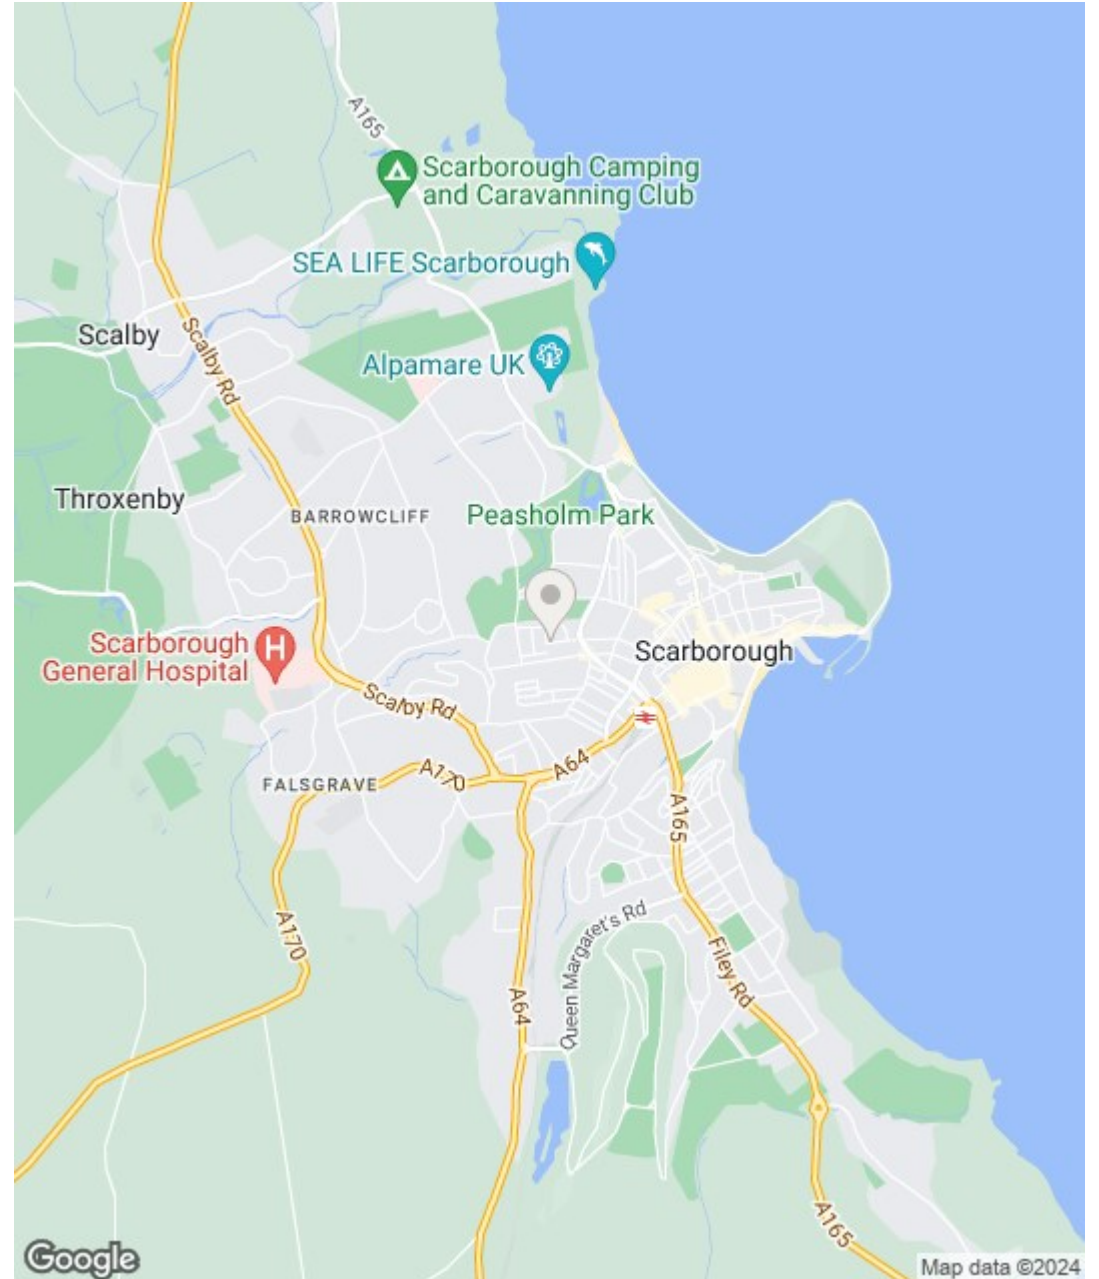 A165
Scarborough Camping
and Caravanning Club
SEA LIFE Scarborough
Scalby
Scalby Rd
Alpamare UK
Throxenby
BARROWCLIFF
Peasholm Park
Scarborough
General Hospital
H
Scarborough
Scalby Rd
A64
A170
FALSGRAVE
A165
A170
Queen Margaret's Rd
Filey Rd
A64
A165
Google
Map data ©2024